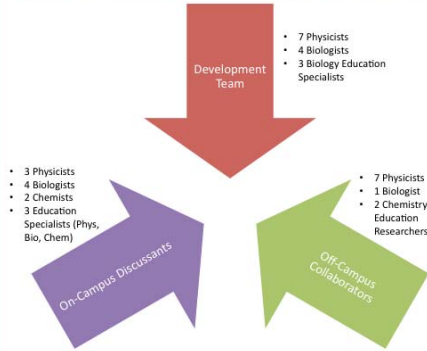 • 7 Physicists
• 4 Biologists
• 3 Biology Education
Specialists
Development
Team
• 3 Physicists
• 4 Biologists
• 2 Chemists
• 3 Education
Specialists (Phys,
Bio, Chem)
On-Campus Discussants
• 7 Physicists
• 1 Biologist
• 2 Chemistry
Education
Researchers
Off-Campus
Collaborators